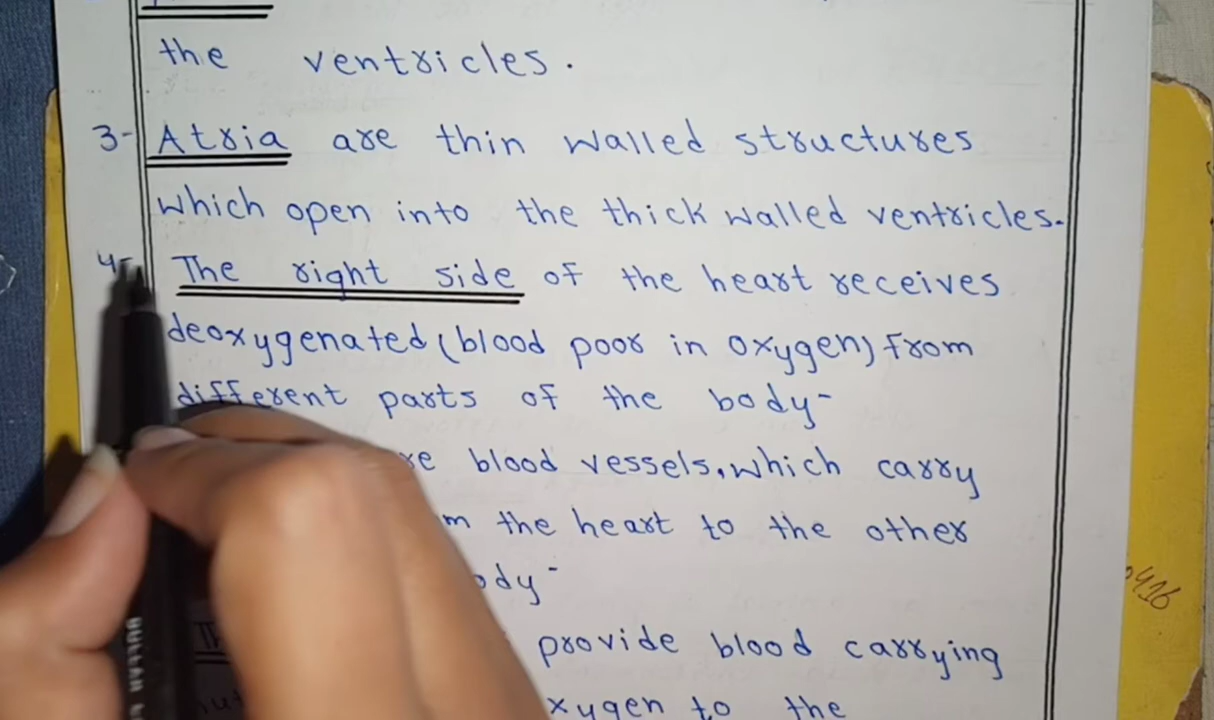 the ventricles.
3- Atria are thin walled structures
which open into the thick walled ventricles.
4- The right side of the heart receives
deoxygenated (blood poor in oxygen) from
different parts of the body-
blood vessels, which carry
the heart to the other
provide blood carrying
to the